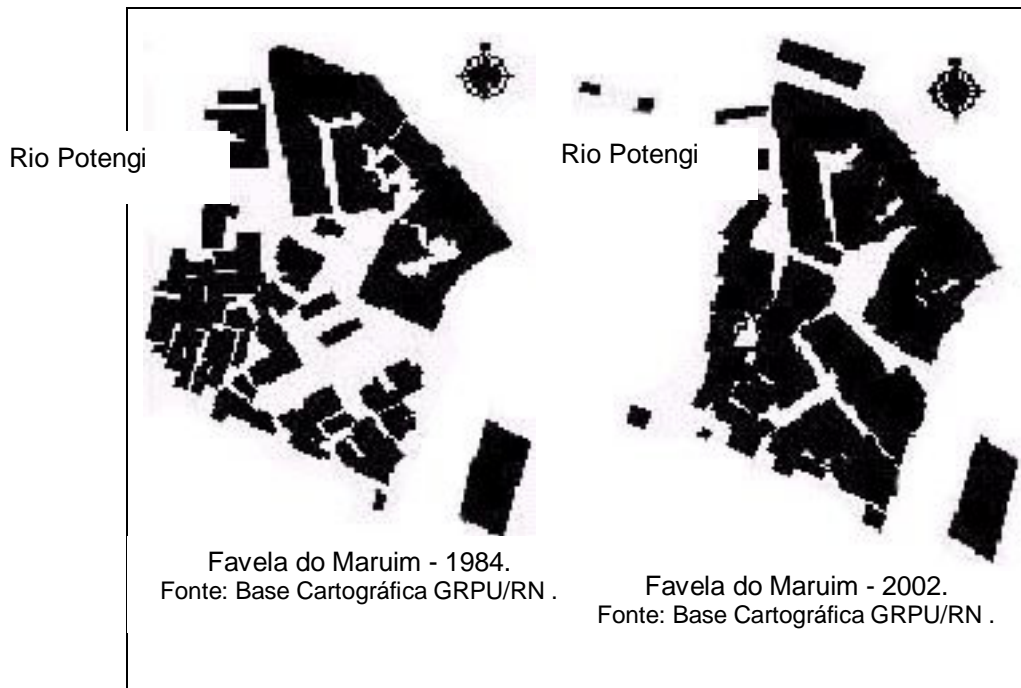 Rio Potengi
Rio Potengi
Favela do Maruim - 1984.
Fonte: Base Cartográfica GRPU/RN .
Favela do Maruim - 2002.
Fonte: Base Cartográfica GRPU/RN .